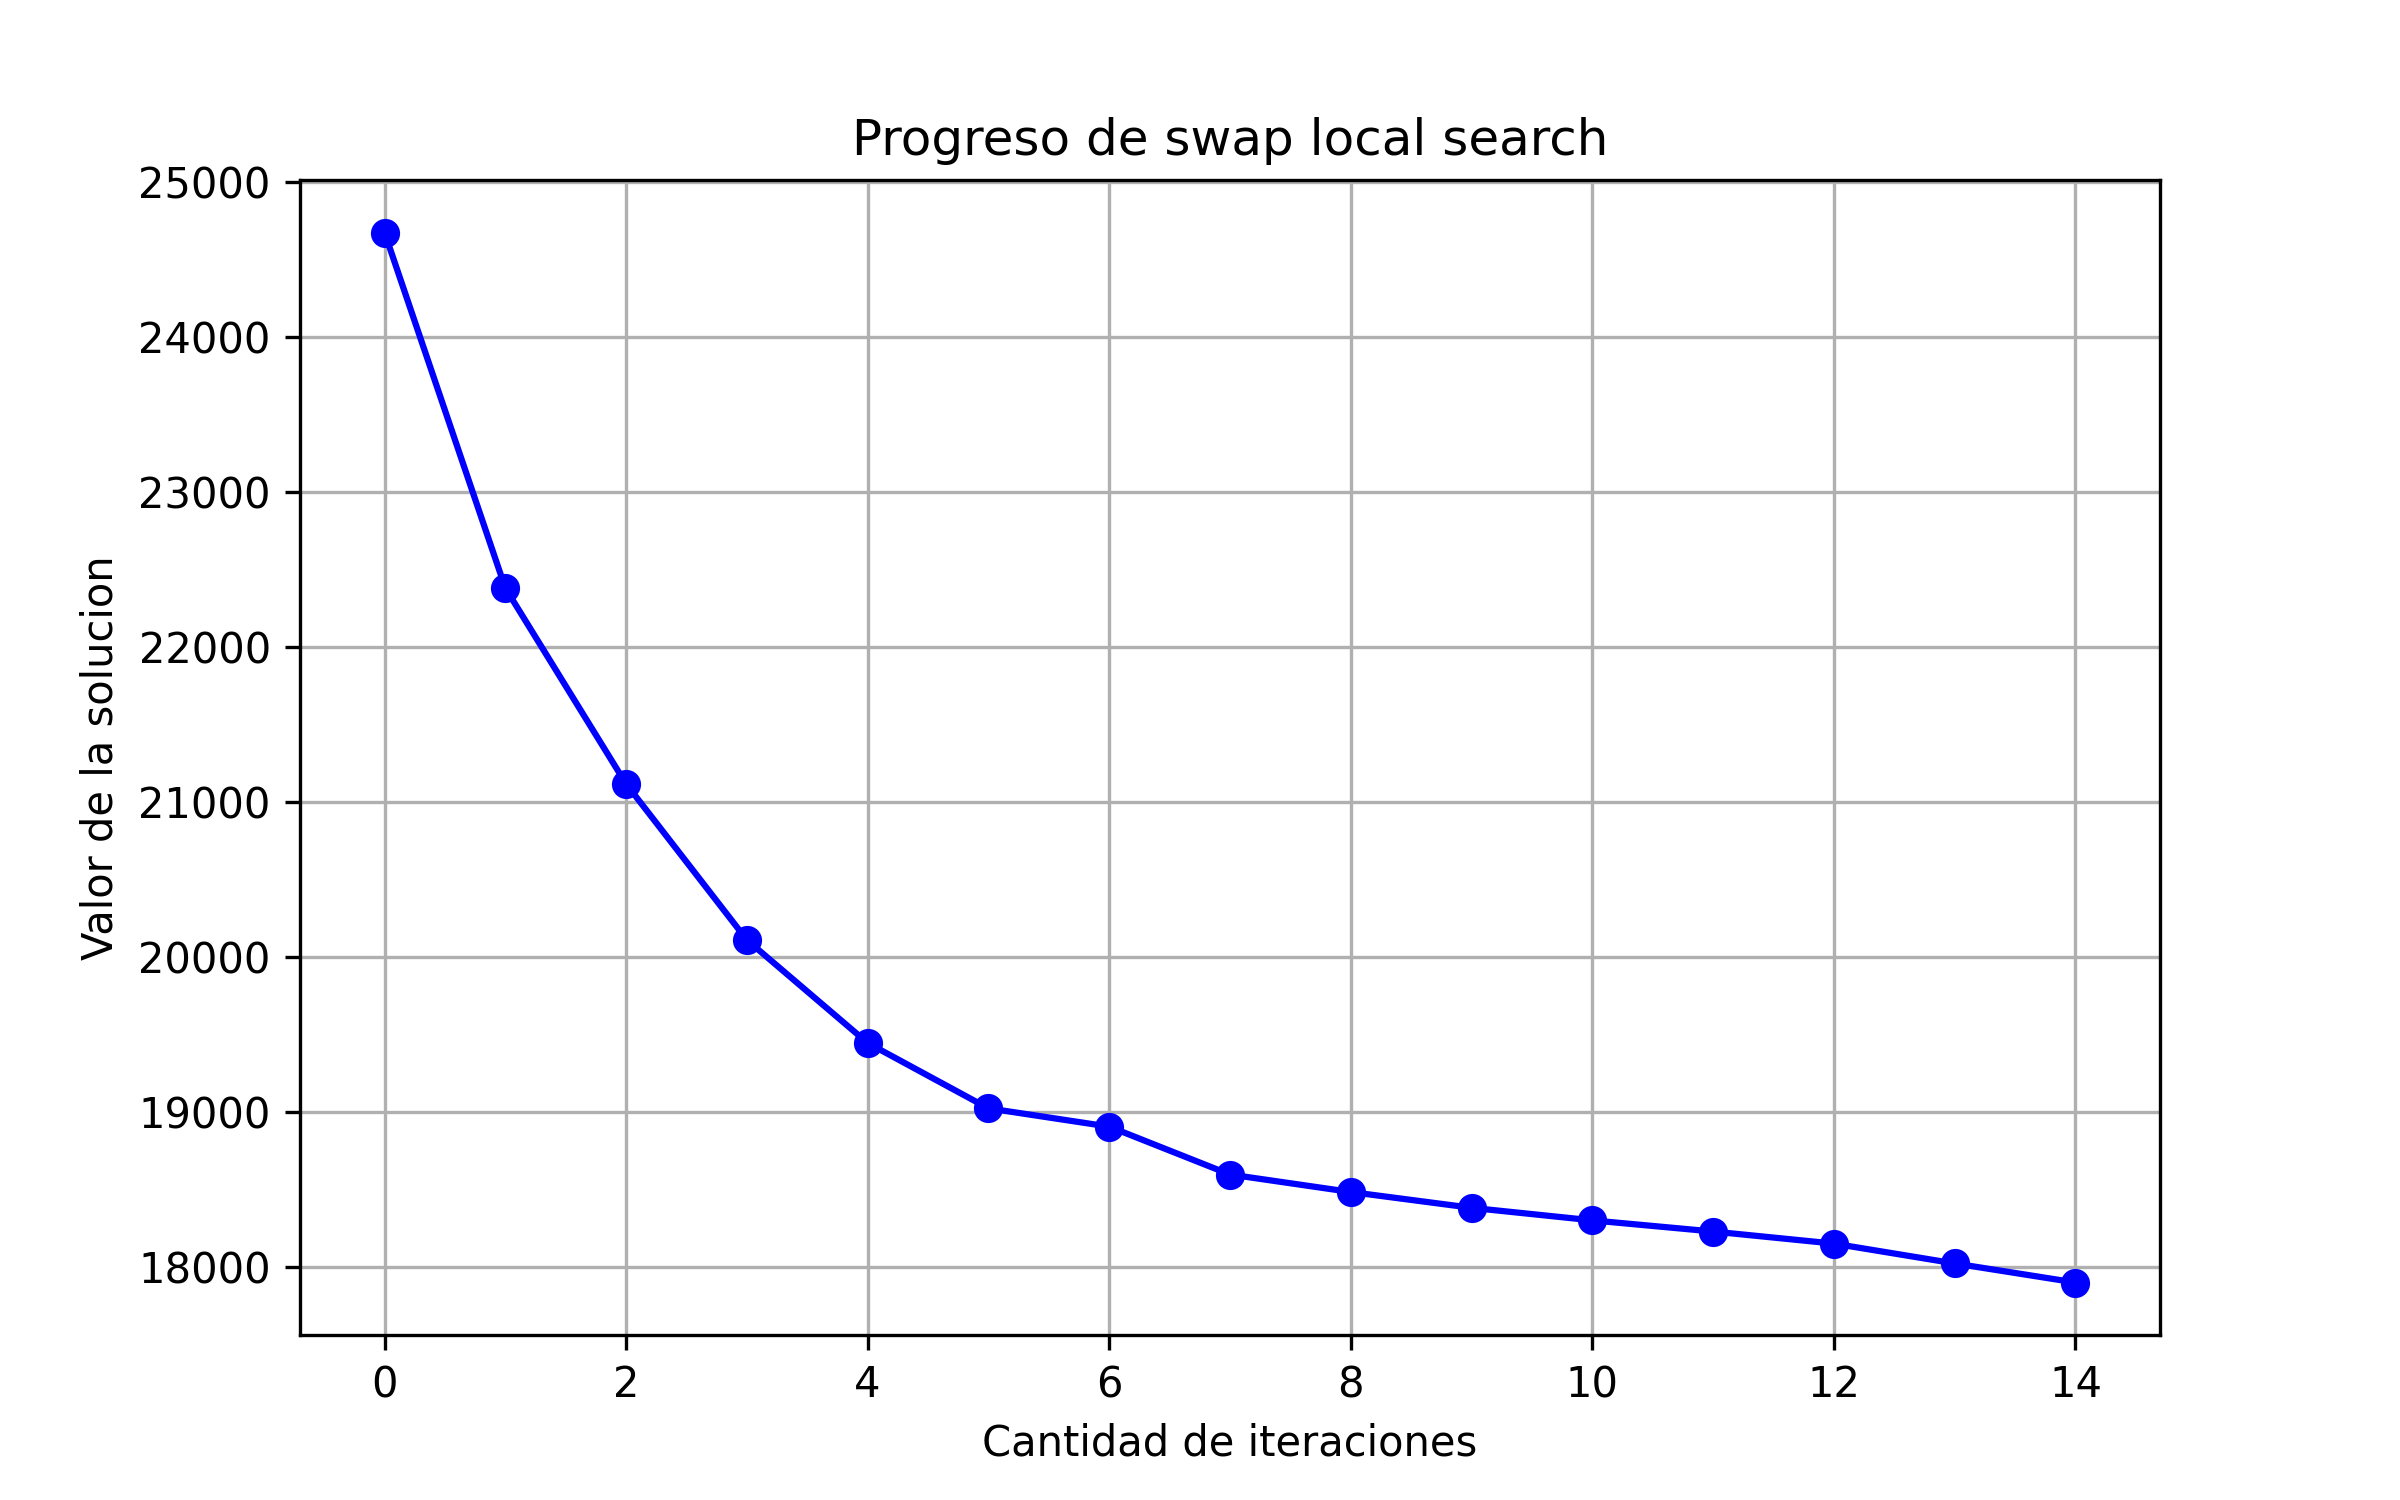 Progreso de swap local search
25000
24000
23000
22000
21000
20000
19000
18000
Valor de la solucion
0 2 4 6 8 10 12 14
Cantidad de iteraciones